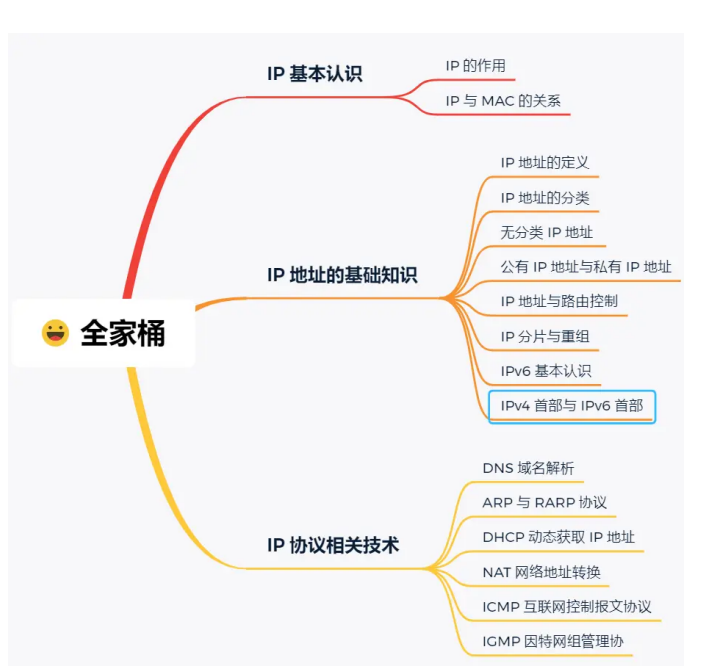 全家桶
IP 基本认识
IP 的作用
IP 与 MAC 的关系
IP 地址的基础知识
IP 地址的定义
IP 地址的分类
无分类 IP 地址
公有 IP 地址与私有 IP 地址
IP 地址与路由控制
IP 分片与重组
IPv6 基本认识
IPv4 首部与 IPv6 首部
IP 协议相关技术
DNS 域名解析
ARP 与 RARP 协议
DHCP 动态获取 IP 地址
NAT 网络地址转换
ICMP 互联网控制报文协议
IGMP 因特网组管理协